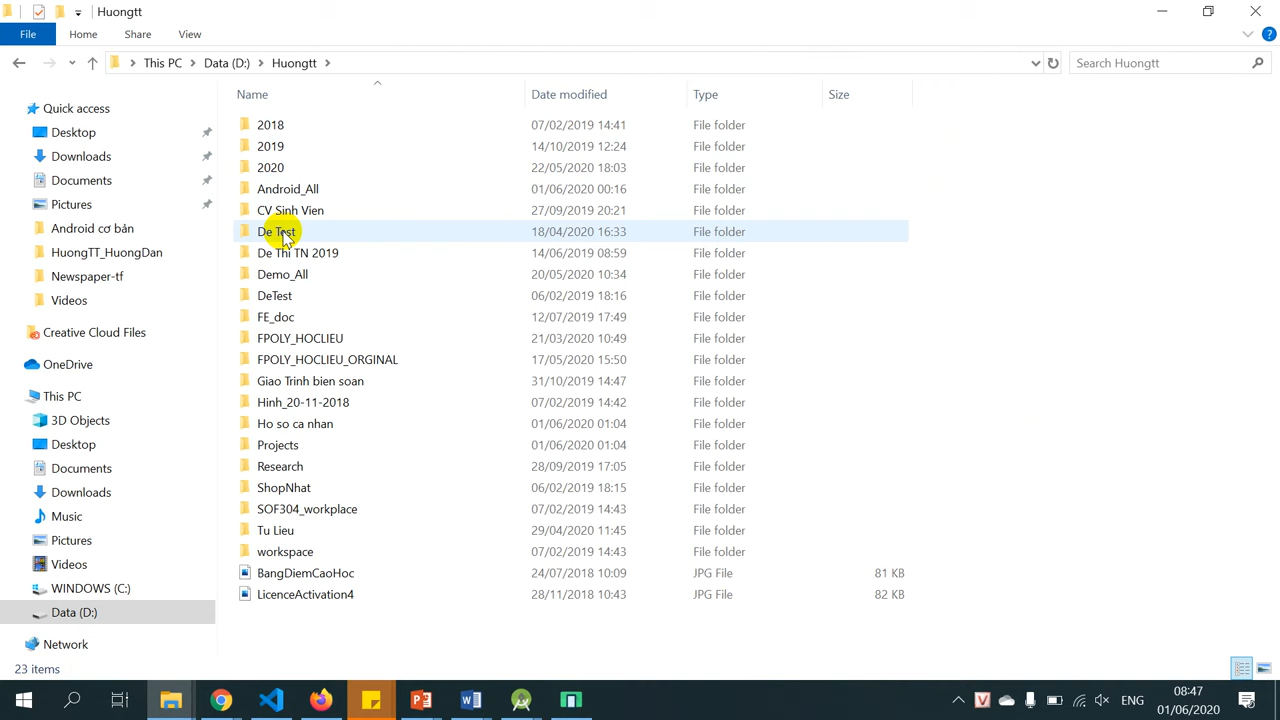 Huongtt
File
Home
Share
View
This PC
Data (D:)
Huongtt
Search Huongtt
Name
Date modified
Type
Size
Quick access
Desktop
Downloads
Documents
Pictures
Android cơ bản
HuongTT_HuongDan
Newspaper-tf
Videos
Creative Cloud Files
OneDrive
This PC
3D Objects
Desktop
Documents
Downloads
Music
Pictures
Videos
WINDOWS (C:)
Data (D:)
Network
2018 07/02/2019 14:41 File folder
2019 14/10/2019 12:24 File folder
2020 22/05/2020 18:03 File folder
Android_All 01/06/2020 00:16 File folder
CV Sinh Vien 27/09/2019 20:21 File folder
De Test 18/04/2020 16:33 File folder
De Thi TN 2019 14/06/2019 08:59 File folder
Demo_All 20/05/2020 10:34 File folder
DeTest 06/02/2019 18:16 File folder
FE_doc 12/07/2019 17:49 File folder
FPOLY_HOCLIEU 21/03/2020 10:49 File folder
FPOLY_HOCLIEU_ORGINAL 17/05/2020 15:50 File folder
Giao Trinh bien soan 31/10/2019 14:47 File folder
Hinh_20-11-2018 07/02/2019 14:42 File folder
Ho so ca nhan 01/06/2020 01:04 File folder
Projects 01/06/2020 01:04 File folder
Research 28/09/2019 17:05 File folder
ShopNhat 06/02/2019 18:15 File folder
SOF304_workplace 07/02/2019 14:43 File folder
Tu Lieu 29/04/2020 11:45 File folder
workspace 07/02/2019 14:43 File folder
BangDiemCaoHoc 24/07/2018 10:09 JPG File 81 KB
LicenceActivation4 28/11/2018 10:43 JPG File 82 KB
23 items
ENG
08:47
01/06/2020